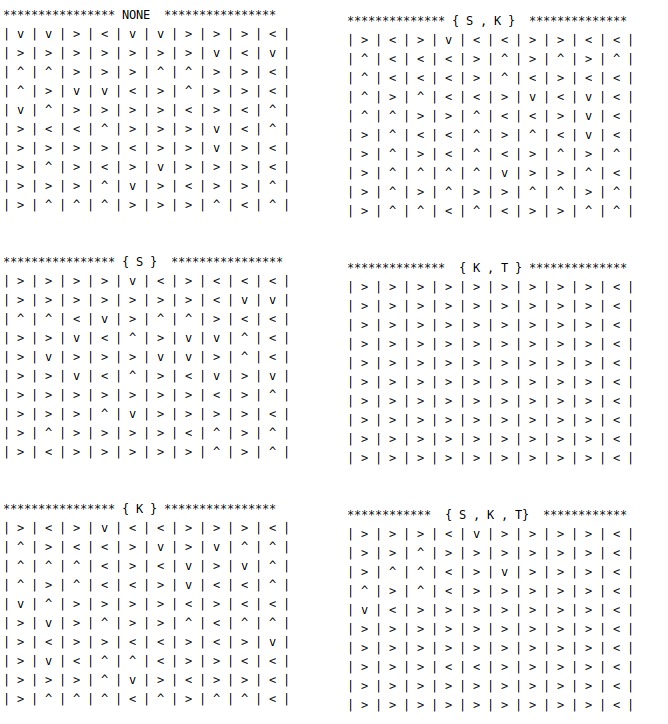 **************** NONE ****************
| v | v | > | < | v | v | > | > | > | < |
| > | > | > | > | > | > | > | v | < | v |
| ^ | ^ | > | > | > | ^ | ^ | > | > | < |
| ^ | > | v | v | < | > | ^ | > | > | < |
| v | ^ | > | > | > | > | < | > | < | ^ |
| > | < | < | ^ | > | > | > | v | < | ^ |
| > | > | > | > | < | > | > | v | > | > |
| > | ^ | > | < | > | v | > | > | > | < |
| > | > | > | ^ | v | > | < | > | > | ^ |
| > | ^ | ^ | ^ | > | > | > | ^ | < | ^ |
**************** { S } ****************
| > | > | > | > | v | < | > | < | < | < |
| > | > | > | > | > | > | > | < | v | v |
| ^ | ^ | < | v | > | ^ | ^ | > | < | < |
| > | > | v | < | ^ | > | v | v | ^ | < |
| > | v | > | > | > | v | v | > | ^ | < |
| > | > | v | < | ^ | > | < | v | > | v |
| > | > | > | > | > | > | > | < | > | ^ |
| > | > | > | ^ | v | > | > | > | > | < |
| > | ^ | > | > | > | > | < | ^ | > | ^ |
| > | < | > | > | > | > | > | ^ | > | ^ |
**************** { K } ****************
| > | < | > | v | < | < | > | > | > | < |
| ^ | > | < | < | > | v | > | v | ^ | ^ |
| ^ | ^ | ^ | < | > | < | v | > | v | ^ |
| ^ | > | ^ | < | < | > | v | < | < | ^ |
| v | ^ | > | > | > | > | < | > | < | < |
| > | v | > | ^ | > | > | ^ | < | ^ | ^ |
| > | < | > | < | > | > | < | > | > | v |
| > | v | < | ^ | ^ | < | > | < | > | < |
| > | > | > | ^ | v | > | < | > | > | < |
| > | ^ | ^ | ^ | < | ^ | > | ^ | ^ | < |
************** { S , K } **************
| > | < | > | v | < | < | > | > | < | < |
| ^ | < | < | < | > | ^ | > | ^ | > | ^ |
| ^ | < | < | < | > | ^ | < | > | < | < |
| ^ | > | ^ | < | < | > | v | < | v | < |
| ^ | ^ | > | > | ^ | < | < | > | v | > |
| > | ^ | < | < | ^ | > | ^ | < | v | < |
| > | ^ | > | < | ^ | < | > | ^ | > | ^ |
| > | ^ | ^ | ^ | ^ | v | > | > | ^ | < |
| > | ^ | > | ^ | > | > | ^ | ^ | > | ^ |
| > | ^ | ^ | < | ^ | < | > | > | ^ | ^ |
************** { K , T } **************
| > | > | > | > | > | > | > | > | > | < |
| > | > | > | > | > | > | > | > | > | < |
| > | > | > | > | > | > | > | > | > | < |
| > | > | > | > | > | > | > | > | > | < |
| > | > | > | > | > | > | > | > | > | < |
| > | > | > | > | > | > | > | > | > | < |
| > | > | > | > | > | > | > | > | > | < |
| > | > | > | > | > | > | > | > | > | < |
| > | > | > | > | > | > | > | > | > | < |
| > | > | > | > | > | > | > | > | > | < |
************ { S , K , T} ************
| > | > | > | < | v | > | > | > | > | < |
| > | > | ^ | > | > | > | > | > | > | < |
| > | ^ | ^ | < | > | v | > | > | > | < |
| ^ | > | ^ | < | > | > | > | > | > | < |
| v | < | > | > | > | > | > | > | > | < |
| > | > | > | > | > | > | > | > | > | < |
| > | > | > | > | > | > | > | > | > | < |
| > | > | > | < | < | > | > | > | > | < |
| > | > | > | > | > | > | > | > | > | < |
| > | > | > | > | > | > | > | > | > | < |